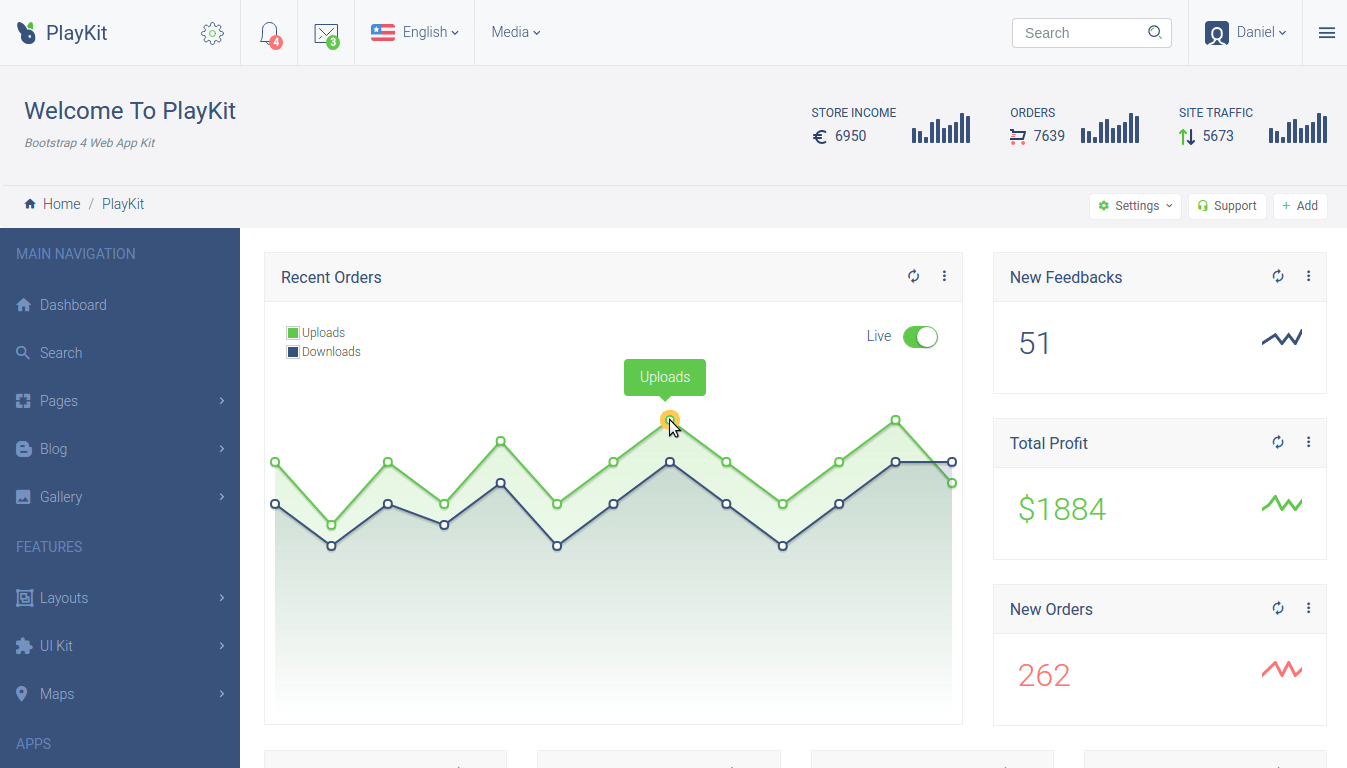 PlayKit
4
3
English
Media
Search
Daniel
Welcome To PlayKit
Bootstrap 4 Web App Kit
STORE INCOME
€ 6950
ORDERS
7639
SITE TRAFFIC
5673
Home / PlayKit
Settings
Support
+ Add
MAIN NAVIGATION
Dashboard
Search
Pages
Blog
Gallery
FEATURES
Layouts
UI Kit
Maps
APPS
Recent Orders
Uploads
Downloads
Live
Uploads
New Feedbacks
51
Total Profit
$1884
New Orders
262